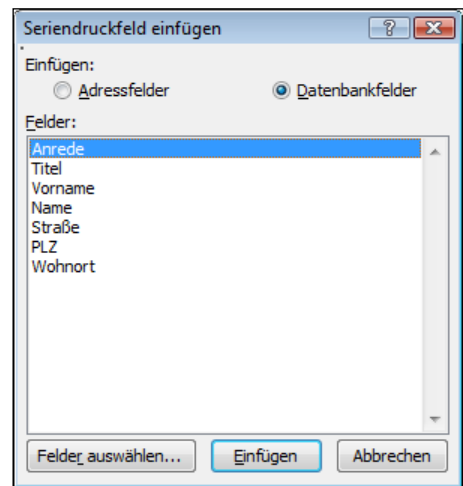 Seriendruckfeld einfügen
Einfügen:
Adressfelder Datenbankfelder
Felder:
Anrede
Titel
Vorname
Name
Straße
PLZ
Wohnort
Felder auswählen... Einfügen Abbrechen